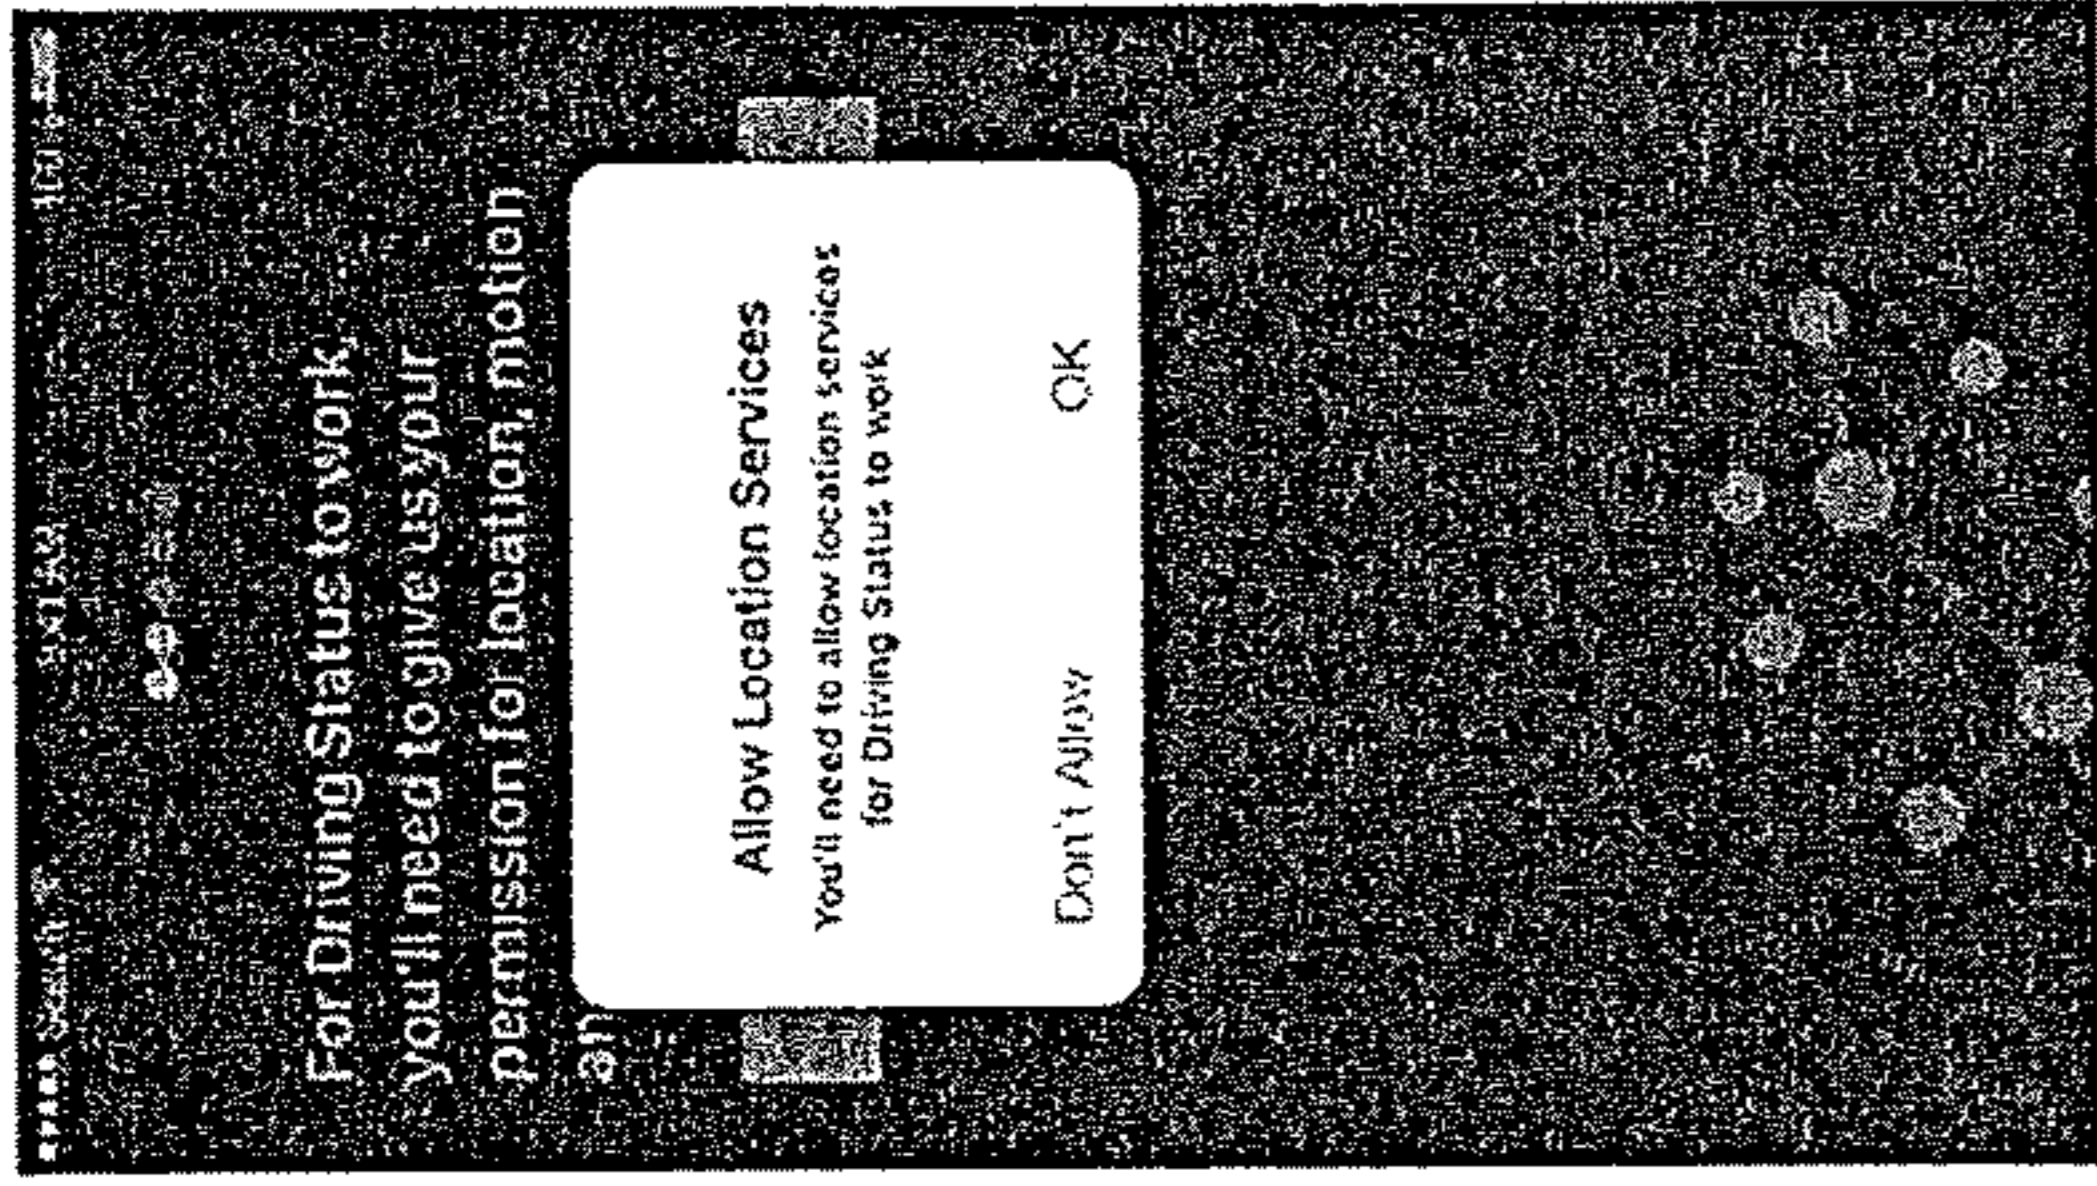 For Driving Status to work,
you'll need to give us your
permission for location, motion
Allow Location Services
You'll need to allow location services
for Driving Status to work
Don't Allow
OK